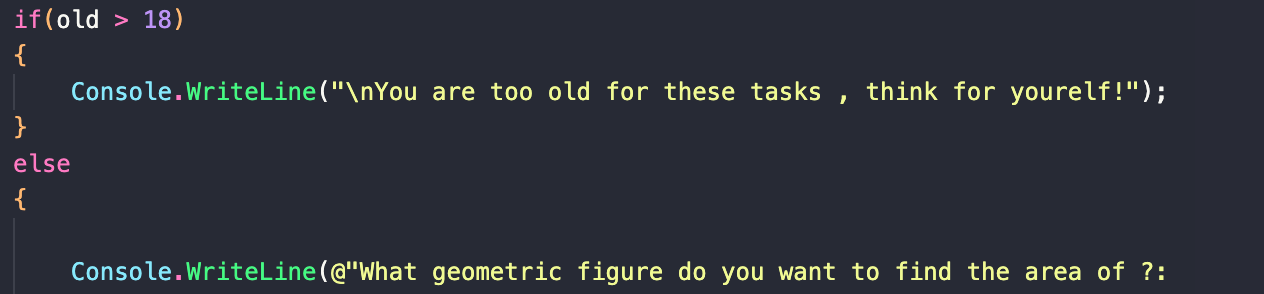 if(old > 18)
{
    Console.WriteLine("\nYou are too old for these tasks , think for yourelf!");
}
else
{
    Console.WriteLine(@"What geometric figure do you want to find the area of ?: